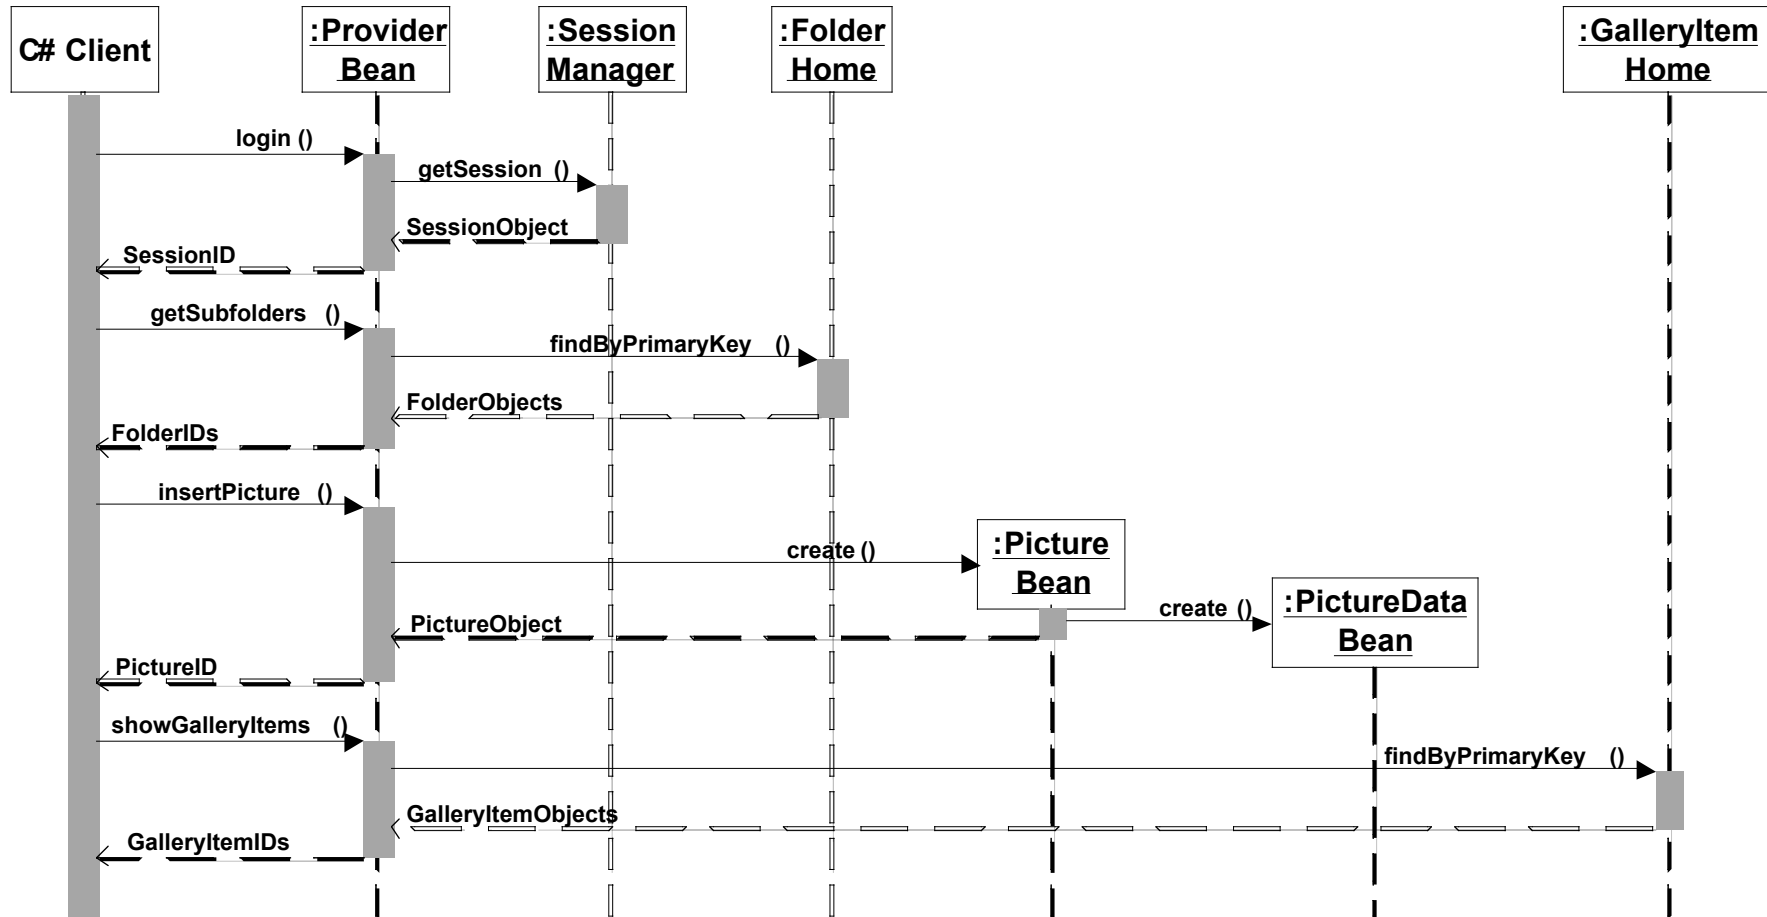 C# Client
:Provider
Bean
:Session
Manager
:Folder
Home
:GalleryItem
Home
login ()
getSession ()
SessionObject
SessionID
getSubfolders ()
findByPrimaryKey ()
FolderObjects
FolderIDs
insertPicture ()
create ()
:Picture
Bean
create ()
:PictureData
Bean
PictureObject
PictureID
showGalleryItems ()
findByPrimaryKey ()
GalleryItemObjects
GalleryItemIDs